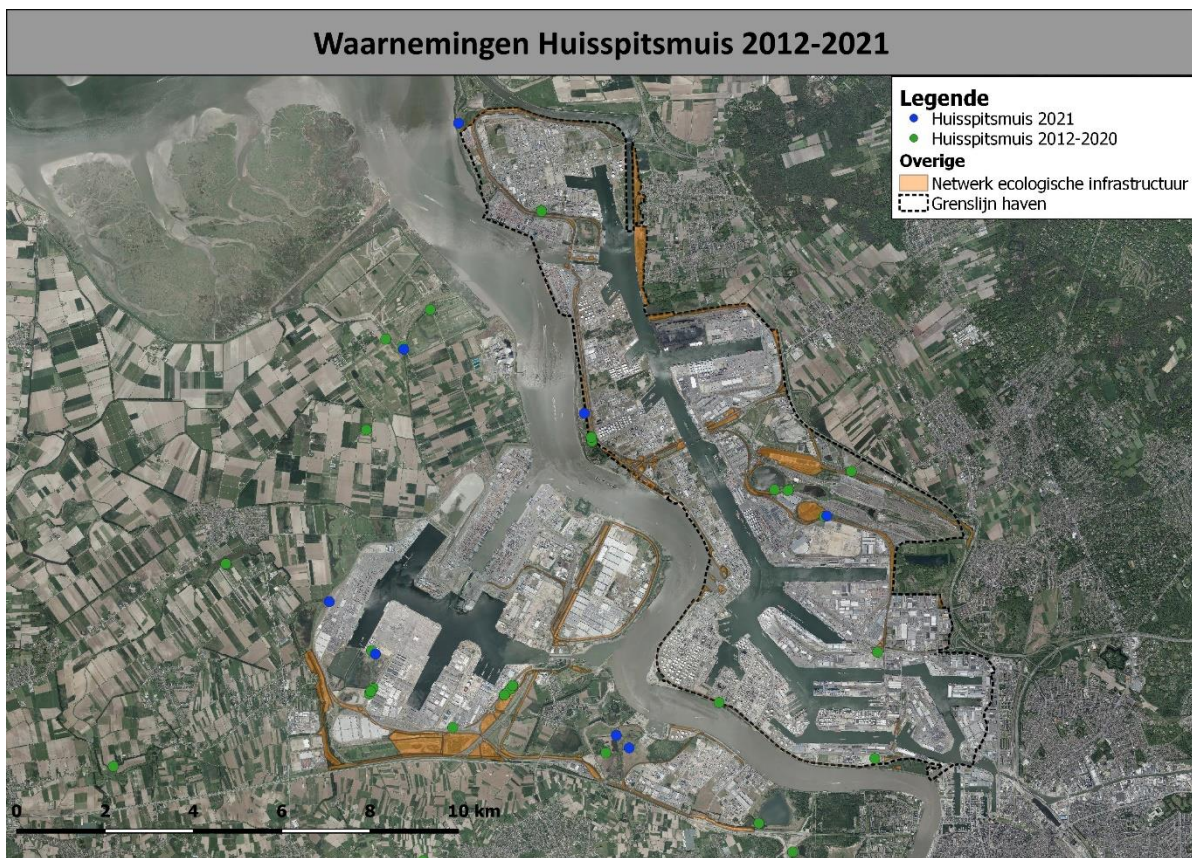 Waarnemingen Huisspitsmuis 2012-2021
Legende
Huisspitsmuis 2021
Huisspitsmuis 2012-2020
Overige
Netwerk ecologische infrastructuur
Grenslijn haven
0 2 4 6 8 10 km